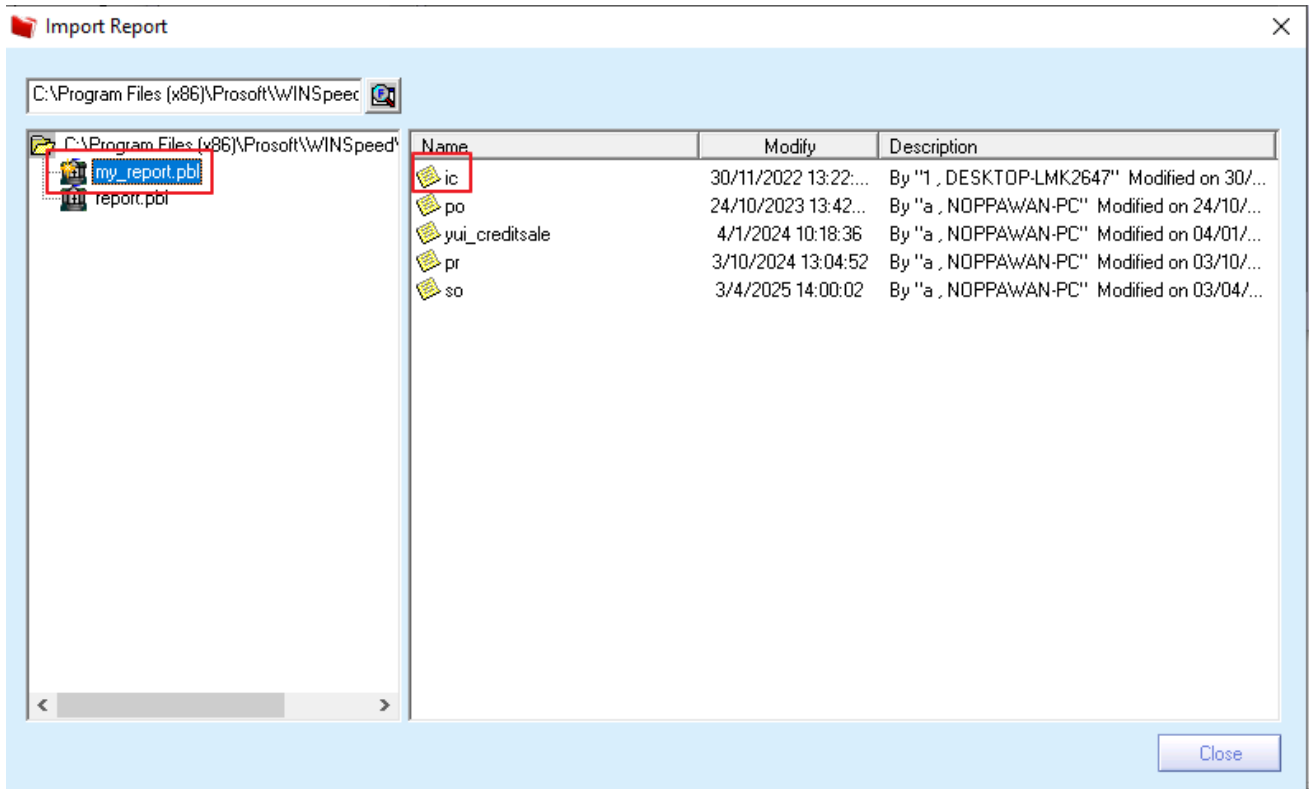 Import Report
C:\Program Files (x86)\Prosoft\WINSpeec
C:\Program Files (x86)\Prosoft\WINSpeed\
my_report.pbl
report.pbl
Name Modify Description
ic 30/11/2022 13:22:... By "1 , DESKTOP-LMK2647" Modified on 30/...
po 24/10/2023 13:42... By "a , NOPPAWAN-PC" Modified on 24/10/...
yui_creditsale 4/1/2024 10:18:36 By "a , NOPPAWAN-PC" Modified on 04/01/...
pr 3/10/2024 13:04:52 By "a , NOPPAWAN-PC" Modified on 03/10/...
so 3/4/2025 14:00:02 By "a , NOPPAWAN-PC" Modified on 03/04/...
Close